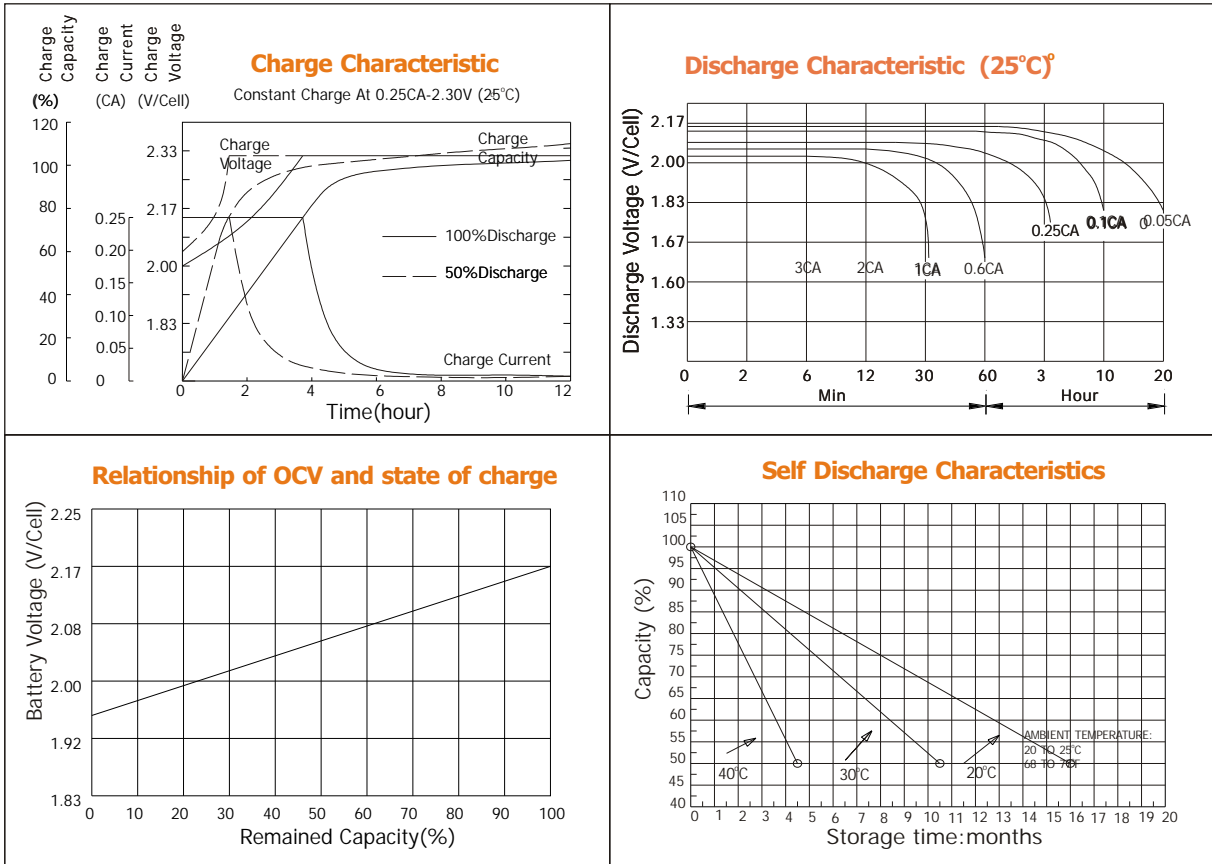 Charge Capacity
Charge Current
Charge Voltage
(%)
(CA)
(V/Cell)
Charge Characteristic
Constant Charge At 0.25CA-2.30V (25°C)
120
100
80
60
40
20
0
0.25
0.20
0.15
0.10
0.05
0
2.33
2.17
2.00
1.83
Charge Voltage
Charge Capacity
100%Discharge
50%Discharge
Charge Current
0 2 4 6 8 10 12
Time(hour)
Discharge Characteristic (25°C)°
Discharge Voltage (V/Cell)
2.17
2.00
1.83
1.67
1.60
1.33
3CA 2CA 1CA 0.6CA 0.25CA 0.1CA 0.05CA
0 2 6 12 30 60 3 10 20
Min Hour
Relationship of OCV and state of charge
Battery Voltage (V/Cell)
2.25
2.17
2.08
2.00
1.92
1.83
0 10 20 30 40 50 60 70 80 90 100
Remained Capacity(%)
Self Discharge Characteristics
Capacity (%)
110
105
100
95
90
85
80
75
70
65
60
55
50
45
40
40°C 30°C 20°C
AMBIENT TEMPERATURE:
20 TO 25°C
68 TO
0 1 2 3 4 5 6 7 8 9 10 11 12 13 14 15 16 17 18 19 20
Storage time:months